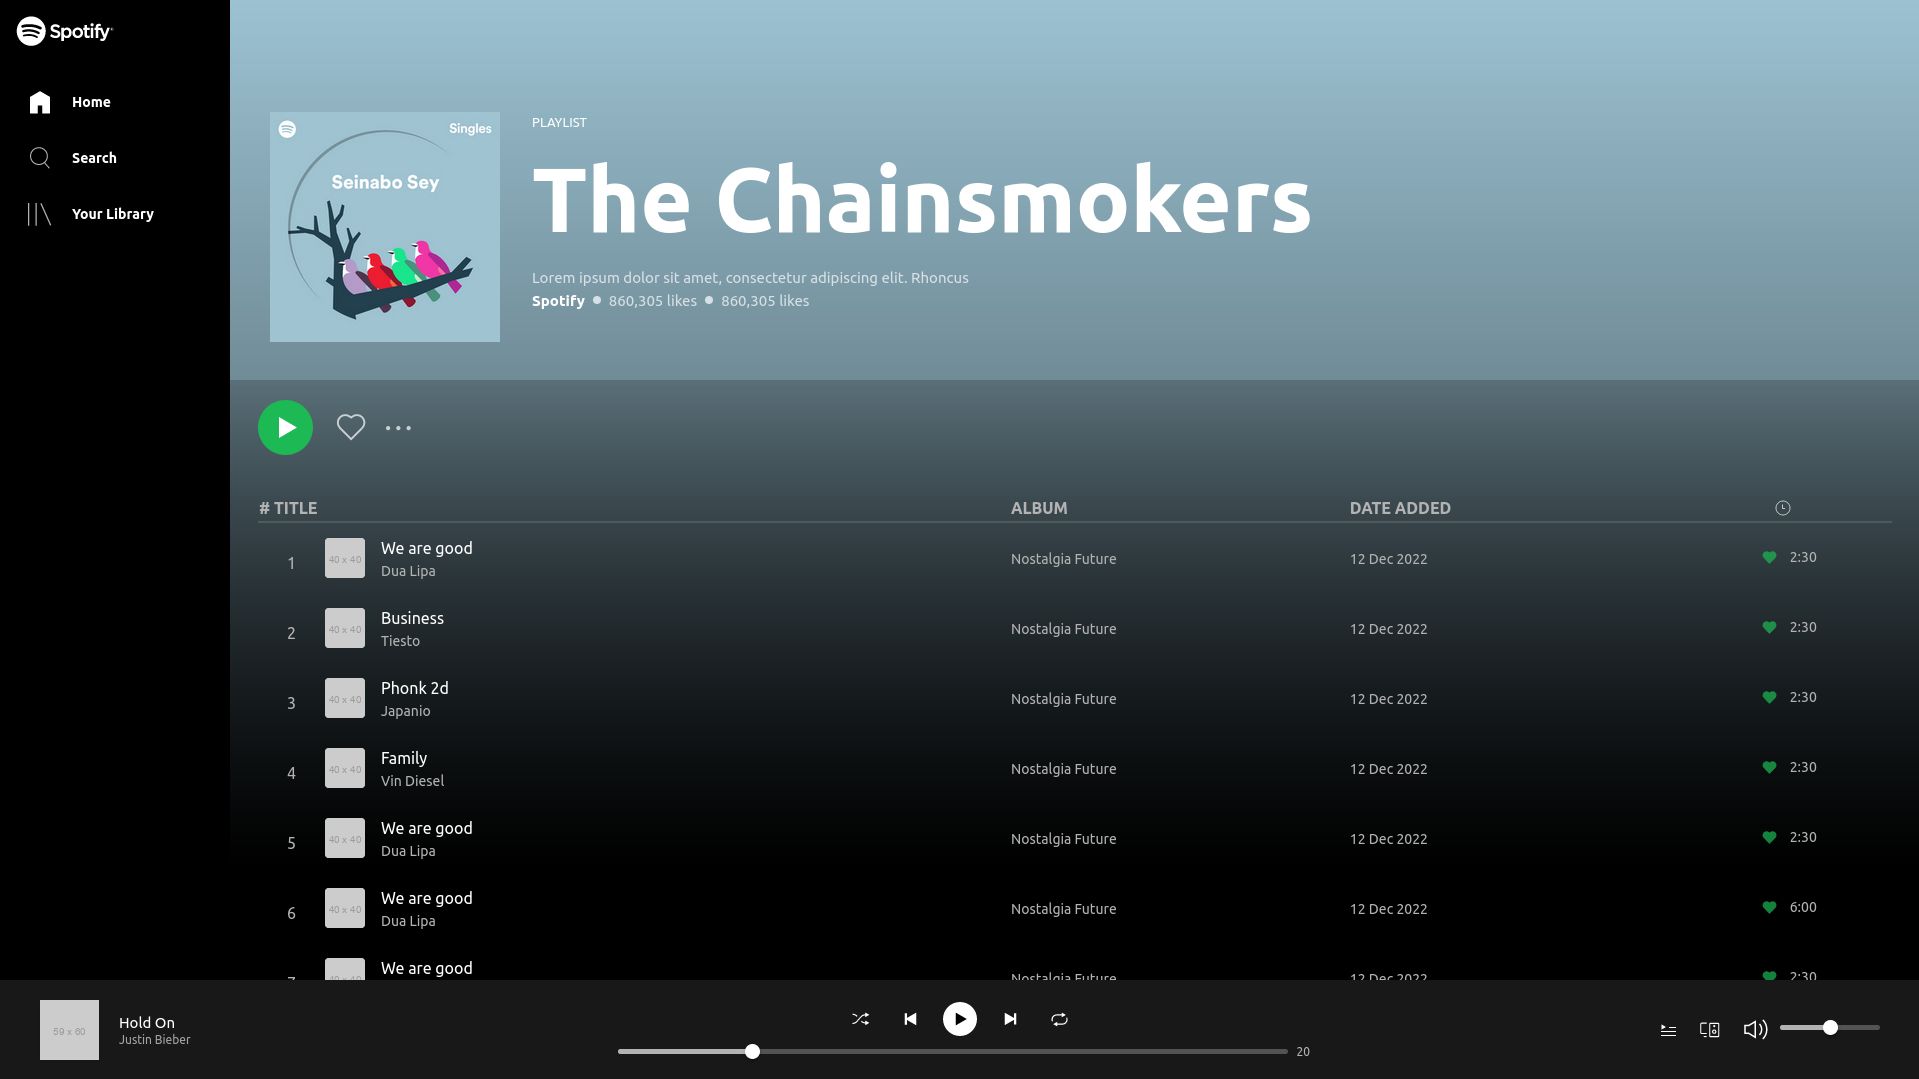 Spotify
Home
Search
Your Library
Singles
Seinabo Sey
PLAYLIST
The Chainsmokers
Lorem ipsum dolor sit amet, consectetur adipiscing elit. Rhoncus
Spotify 860,305 likes 860,305 likes
# TITLE ALBUM DATE ADDED
1 40 x 40 We are good Nostalgia Future 12 Dec 2022 2:30
Dua Lipa
2 40 x 40 Business Nostalgia Future 12 Dec 2022 2:30
Tiesto
3 40 x 40 Phonk 2d Nostalgia Future 12 Dec 2022 2:30
Japanio
4 40 x 40 Family Nostalgia Future 12 Dec 2022 2:30
Vin Diesel
5 40 x 40 We are good Nostalgia Future 12 Dec 2022 2:30
Dua Lipa
6 40 x 40 We are good Nostalgia Future 12 Dec 2022 6:00
Dua Lipa
7 40 x 40 We are good Nostalgia Future 12 Dec 2022 2:30
59 x 60
Hold On
Justin Bieber
20